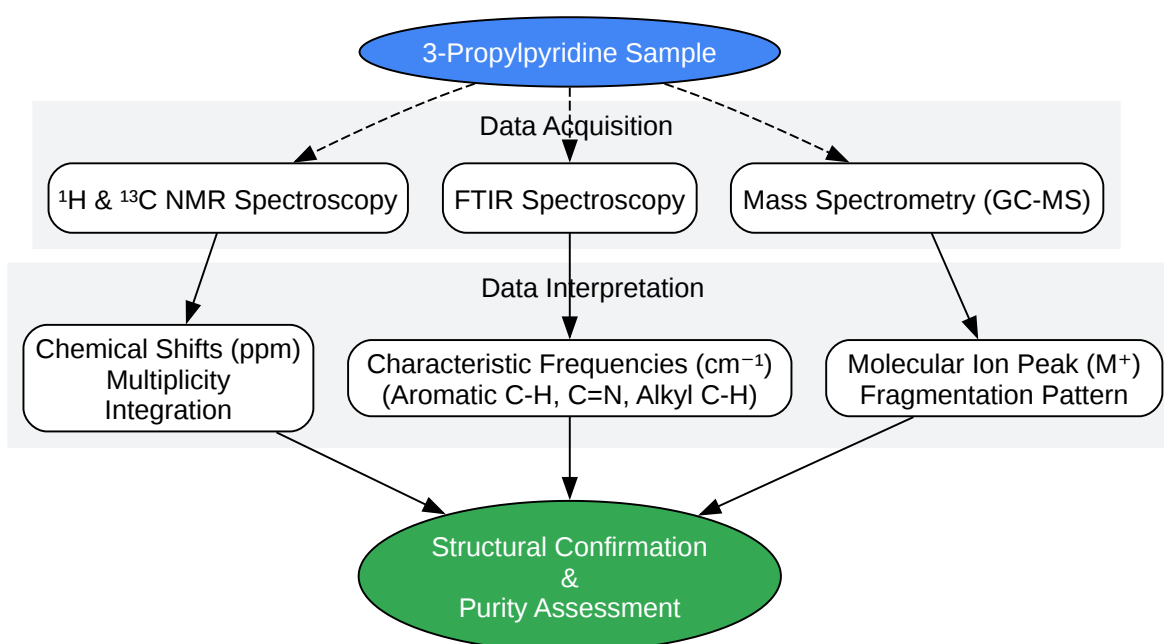 3-Propylpyridine Sample
Data Acquisition
¹H & ¹³C NMR Spectroscopy
FTIR Spectroscopy
Mass Spectrometry (GC-MS)
Data Interpretation
Chemical Shifts (ppm)
Multiplicity
Integration
Characteristic Frequencies (cm⁻¹)
(Aromatic C-H, C=N, Alkyl C-H)
Molecular Ion Peak (M⁺)
Fragmentation Pattern
Structural Confirmation
&
Purity Assessment